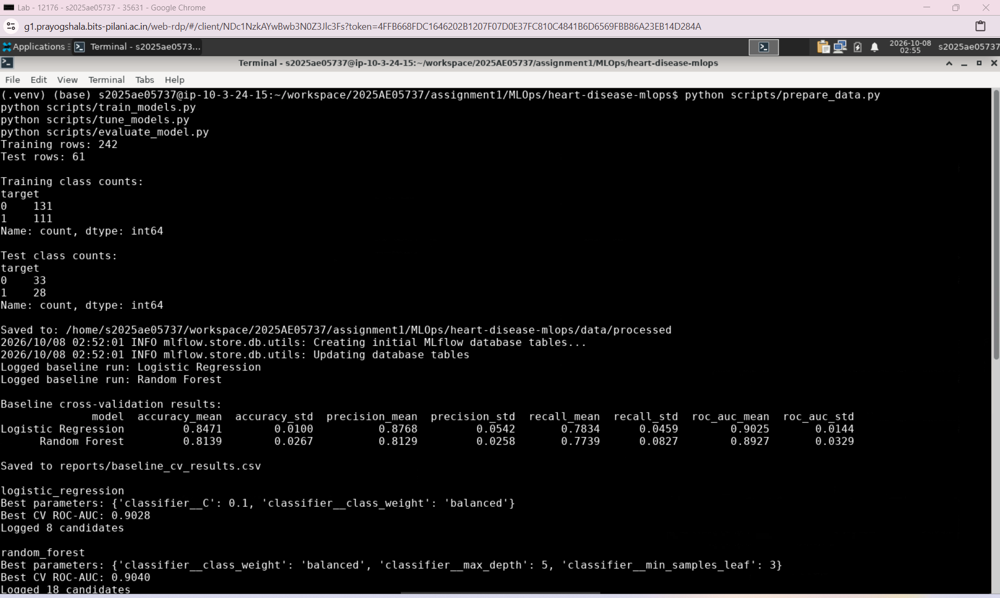 Lab - 12176 - s2025ae05737 - 35631 - Google Chrome
g1.prayogshala.bits-pilani.ac.in/web-rdp/#/client/NDc1NzkAYwBwb3N0Z3Jlc3Fs?token=4FFB668FDC1646202B1207F07D0E37FC810C4841B6D6569FBB86A23EB14D284A
Applications Terminal - s2025ae0573... 2026-10-08 02:55 s2025ae05737
Terminal - s2025ae05737@ip-10-3-24-15:~/workspace/2025AE05737/assignment1/MLOps/heart-disease-mlops
File Edit View Terminal Tabs Help
(.venv) (base) s2025ae05737@ip-10-3-24-15:~/workspace/2025AE05737/assignment1/MLOps/heart-disease-mlops$ python scripts/prepare_data.py
python scripts/train_models.py
python scripts/tune_models.py
python scripts/evaluate_model.py
Training rows: 242
Test rows: 61
Training class counts:
target
0    131
1    111
Name: count, dtype: int64
Test class counts:
target
0    33
1    28
Name: count, dtype: int64
Saved to: /home/s2025ae05737/workspace/2025AE05737/assignment1/MLOps/heart-disease-mlops/data/processed
2026/10/08 02:52:01 INFO mlflow.store.db.utils: Creating initial MLflow database tables...
2026/10/08 02:52:01 INFO mlflow.store.db.utils: Updating database tables
Logged baseline run: Logistic Regression
Logged baseline run: Random Forest
Baseline cross-validation results:
model  accuracy_mean  accuracy_std  precision_mean  precision_std  recall_mean  recall_std  roc_auc_mean  roc_auc_std
Logistic Regression  0.8471  0.0100  0.8768  0.0542  0.7834  0.0459  0.9025  0.0144
Random Forest  0.8139  0.0267  0.8129  0.0258  0.7739  0.0827  0.8927  0.0329
Saved to reports/baseline_cv_results.csv
logistic_regression
Best parameters: {'classifier__C': 0.1, 'classifier__class_weight': 'balanced'}
Best CV ROC-AUC: 0.9028
Logged 8 candidates
random_forest
Best parameters: {'classifier__class_weight': 'balanced', 'classifier__max_depth': 5, 'classifier__min_samples_leaf': 3}
Best CV ROC-AUC: 0.9040
Logged 18 candidates